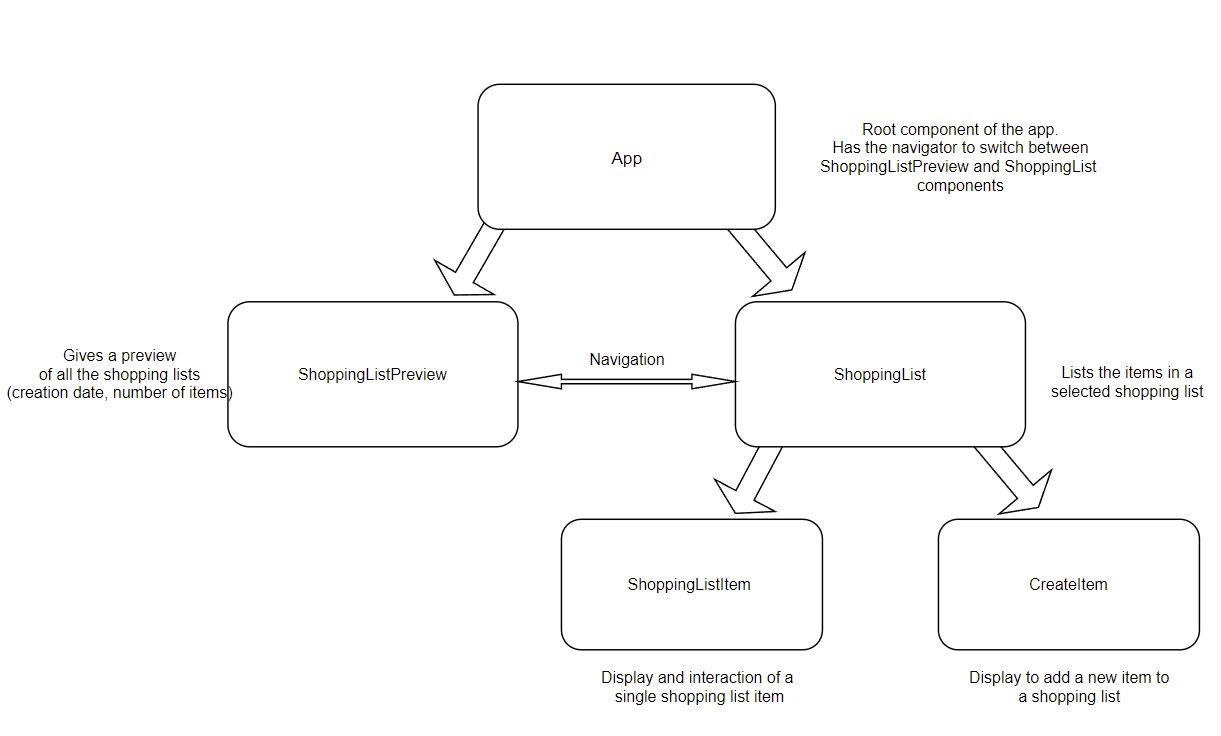 App
Root component of the app.
Has the navigator to switch between
ShoppingListPreview and ShoppingList
components
Gives a preview
of all the shopping lists
(creation date, number of items)
ShoppingListPreview
Navigation
ShoppingList
Lists the items in a
selected shopping list
ShoppingListItem
CreateItem
Display and interaction of a
single shopping list item
Display to add a new item to
a shopping list